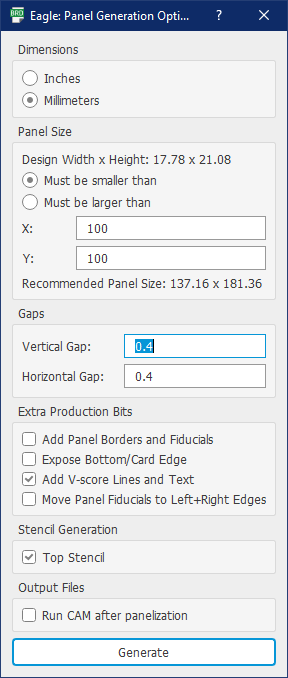 BRD Eagle: Panel Generation Opti... ? ×
Dimensions
Inches
Millimeters
Panel Size
Design Width x Height: 17.78 x 21.08
Must be smaller than
Must be larger than
X: 100
Y: 100
Recommended Panel Size: 137.16 x 181.36
Gaps
Vertical Gap: 0.4
Horizontal Gap: 0.4
Extra Production Bits
Add Panel Borders and Fiducials
Expose Bottom/Card Edge
Add V-score Lines and Text
Move Panel Fiducials to Left+Right Edges
Stencil Generation
Top Stencil
Output Files
Run CAM after panelization
Generate